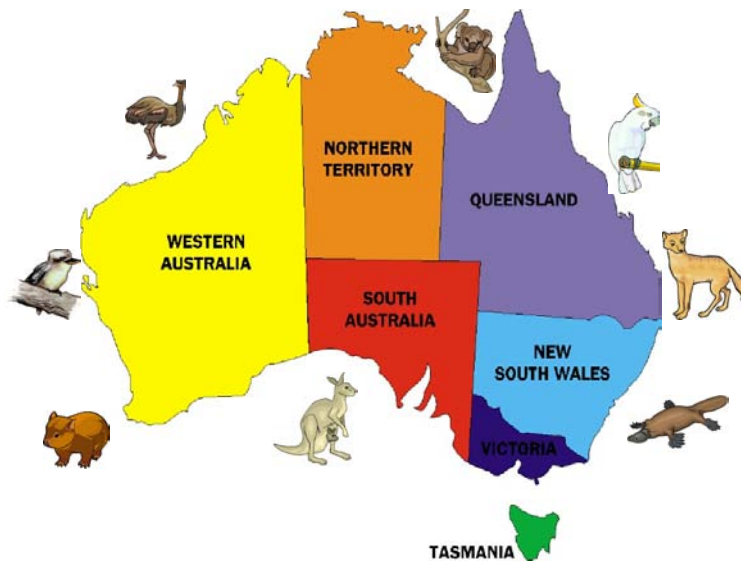 NORTHERN
TERRITORY
QUEENSLAND
WESTERN
AUSTRALIA
SOUTH
AUSTRALIA
NEW
SOUTH WALES
VICTORIA
TASMANIA